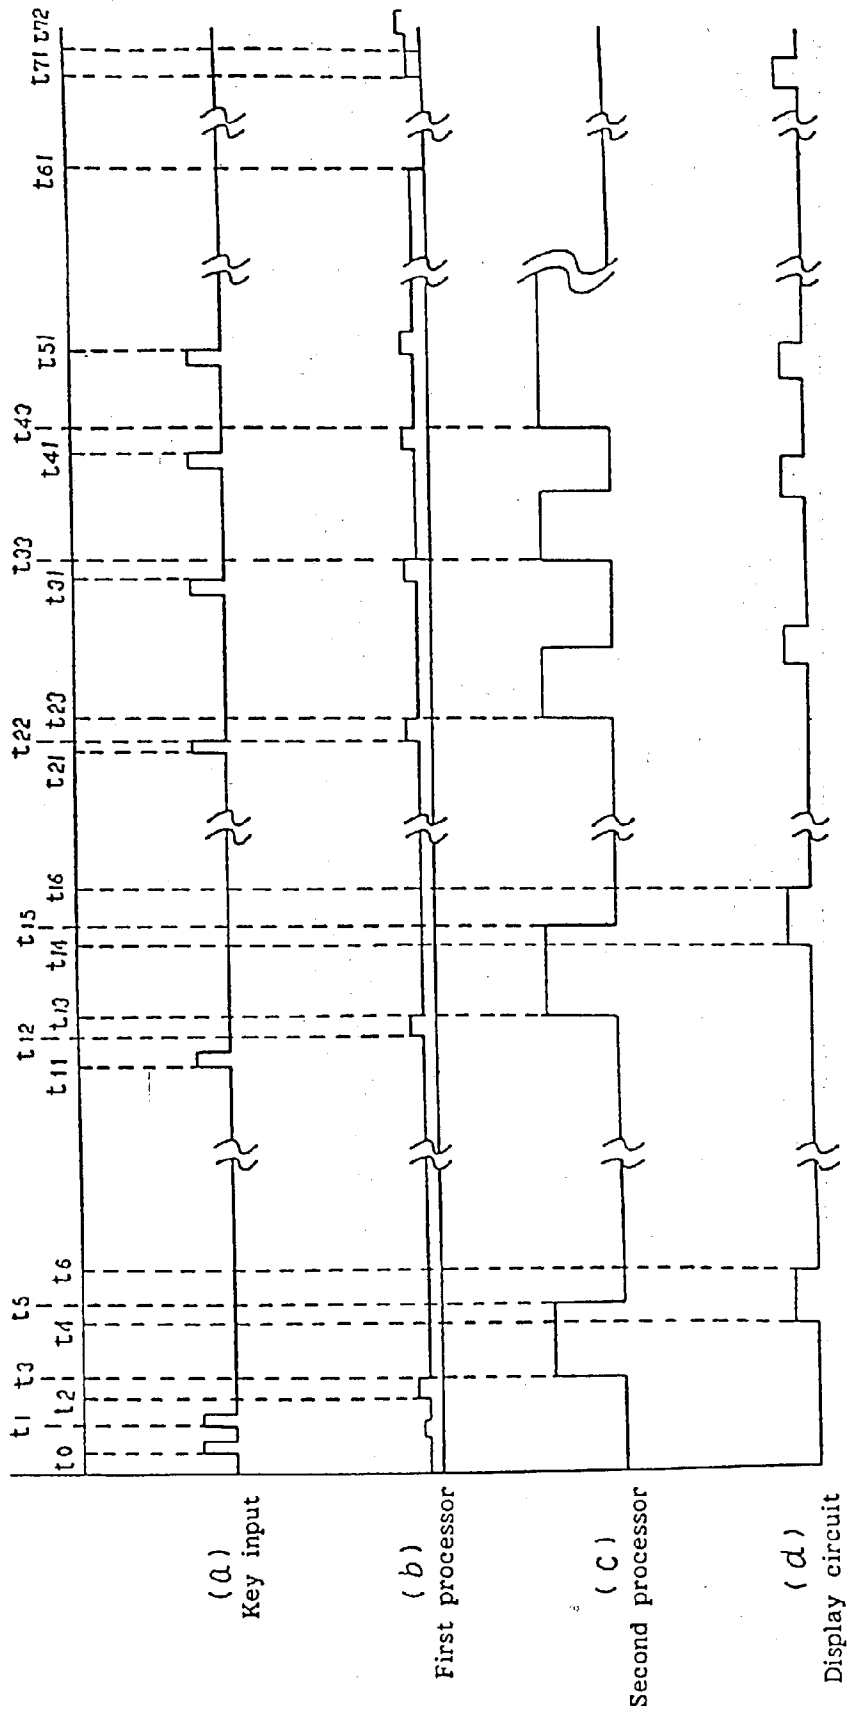 t0 t1 t2 t3 t4 t5 t6 t11 t12 t13 t14 t15 t16 t21 t22 t23 t31 t33 t41 t43 t51 t61 t71 t72
(a)
Key input
(b)
First processor
(c)
Second processor
(d)
Display circuit